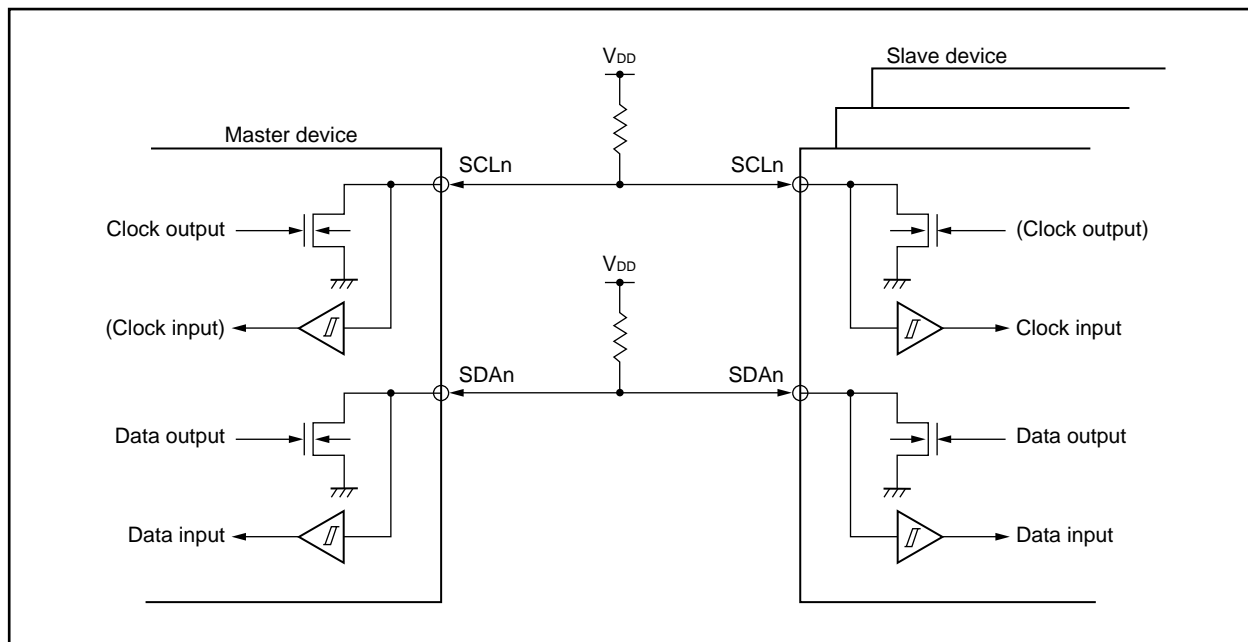 VDD
Slave device
Master device
SCLn
SCLn
Clock output
(Clock output)
VDD
(Clock input)
Clock input
SDAn
SDAn
Data output
Data output
Data input
Data input